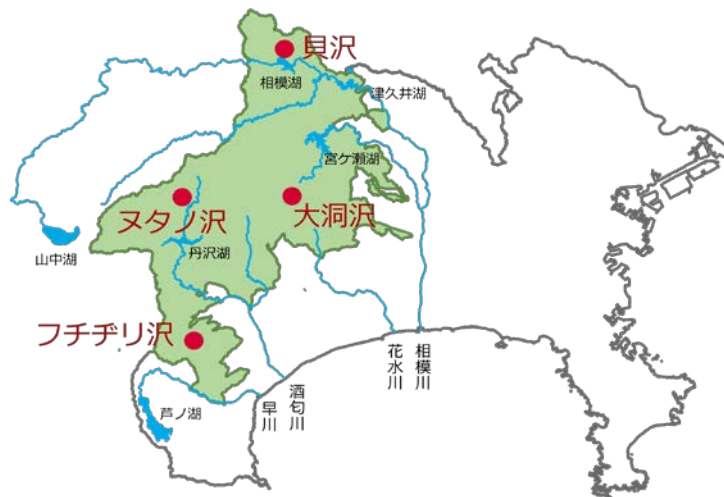 貝沢
相模湖
津久井湖
宮ケ瀬湖
ヌタノ沢
大洞沢
山中湖
丹沢湖
フチヂリ沢
芦ノ湖
早川
酒匂川
花水川
相模川